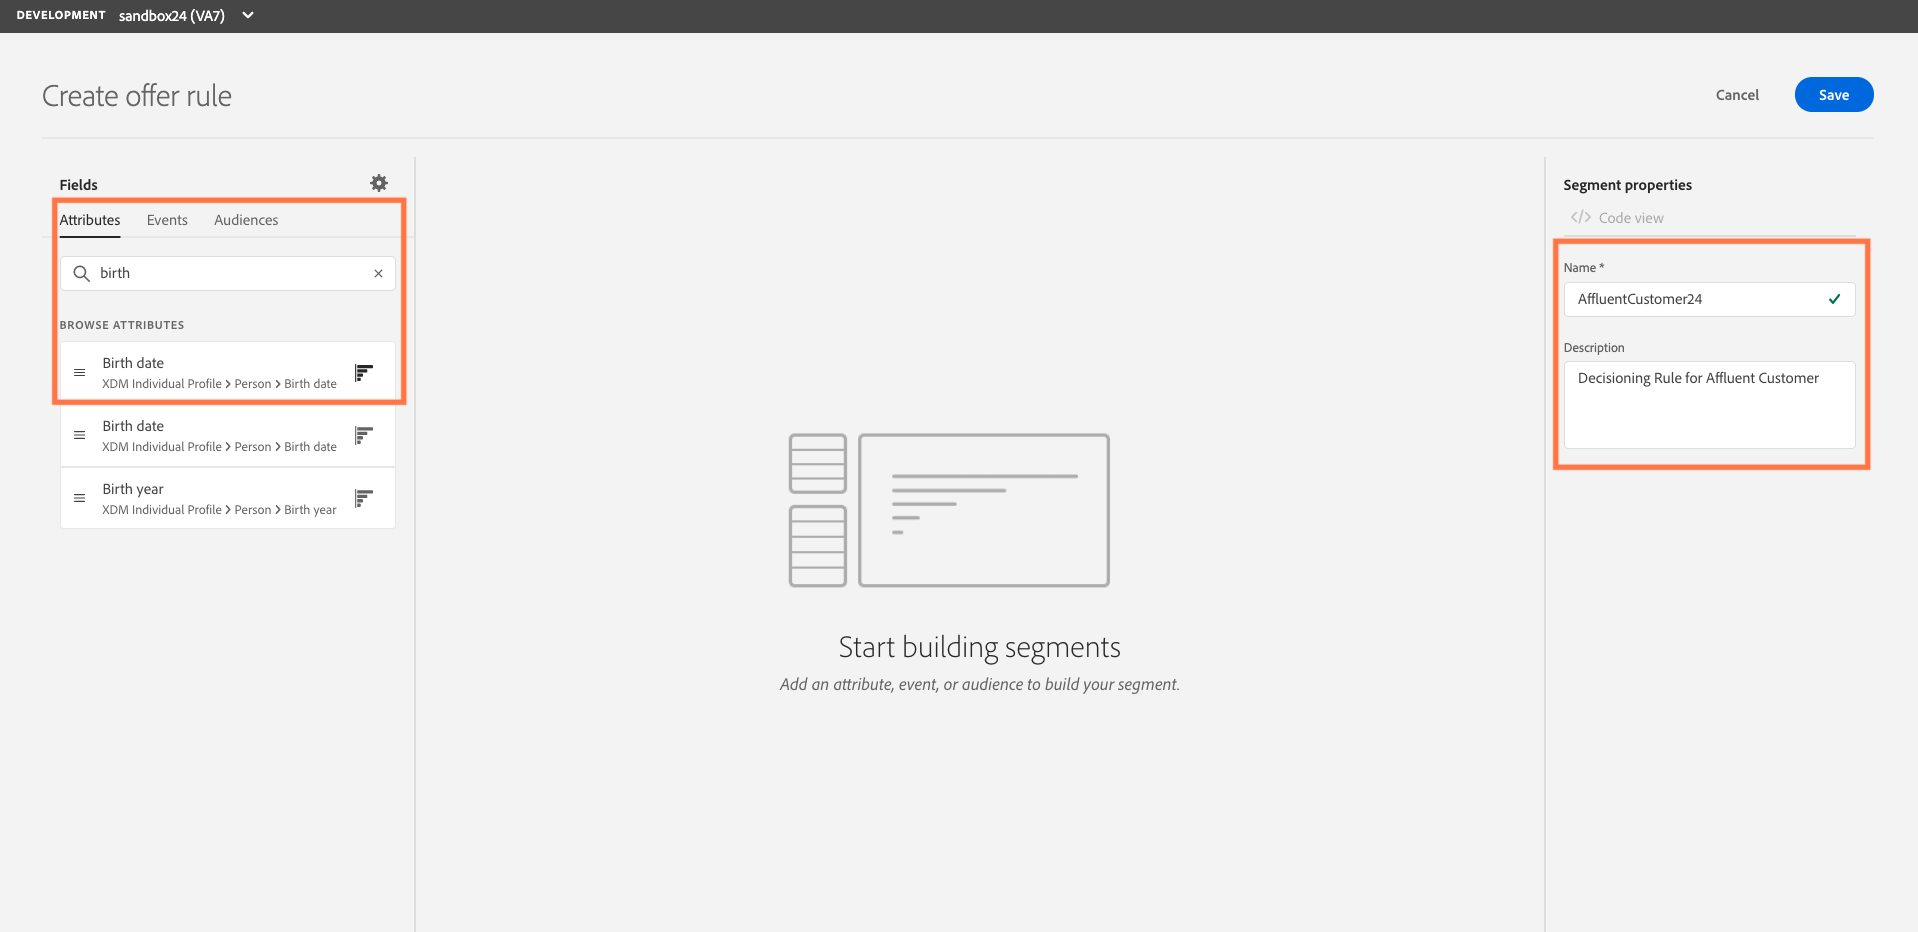 DEVELOPMENT sandbox24 (VA7)
Create offer rule
Cancel
Save
Fields
Attributes Events Audiences
birth
BROWSE ATTRIBUTES
Birth date
XDM Individual Profile > Person > Birth date
Birth date
XDM Individual Profile > Person > Birth date
Birth year
XDM Individual Profile > Person > Birth year
Start building segments
Add an attribute, event, or audience to build your segment.
Segment properties
</> Code view
Name *
AffluentCustomer24
Description
Decisioning Rule for Affluent Customer